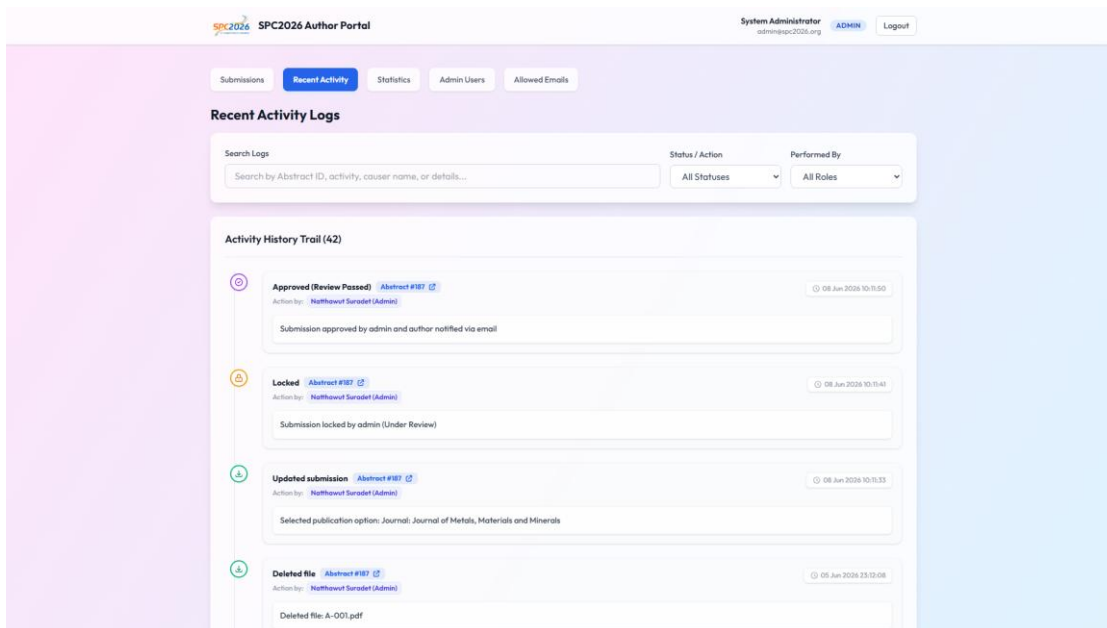 SPC2026
SPC2026 Author Portal
System Administrator
admin@spc2026.org
ADMIN
Logout
Submissions
Recent Activity
Statistics
Admin Users
Allowed Emails
Recent Activity Logs
Search Logs
Search by Abstract ID, activity, causer name, or details...
Status / Action
All Statuses
Performed By
All Roles
Activity History Trail (42)
Approved (Review Passed) Abstract #187
08 Jun 2026 10:11:50
Action by: Natthawut Suradet (Admin)
Submission approved by admin and author notified via email
Locked Abstract #187
08 Jun 2026 10:11:41
Action by: Natthawut Suradet (Admin)
Submission locked by admin (Under Review)
Updated submission Abstract #187
08 Jun 2026 10:11:33
Action by: Natthawut Suradet (Admin)
Selected publication option: Journal: Journal of Metals, Materials and Minerals
Deleted file Abstract #187
05 Jun 2026 23:12:08
Action by: Natthawut Suradet (Admin)
Deleted file: A-001.pdf